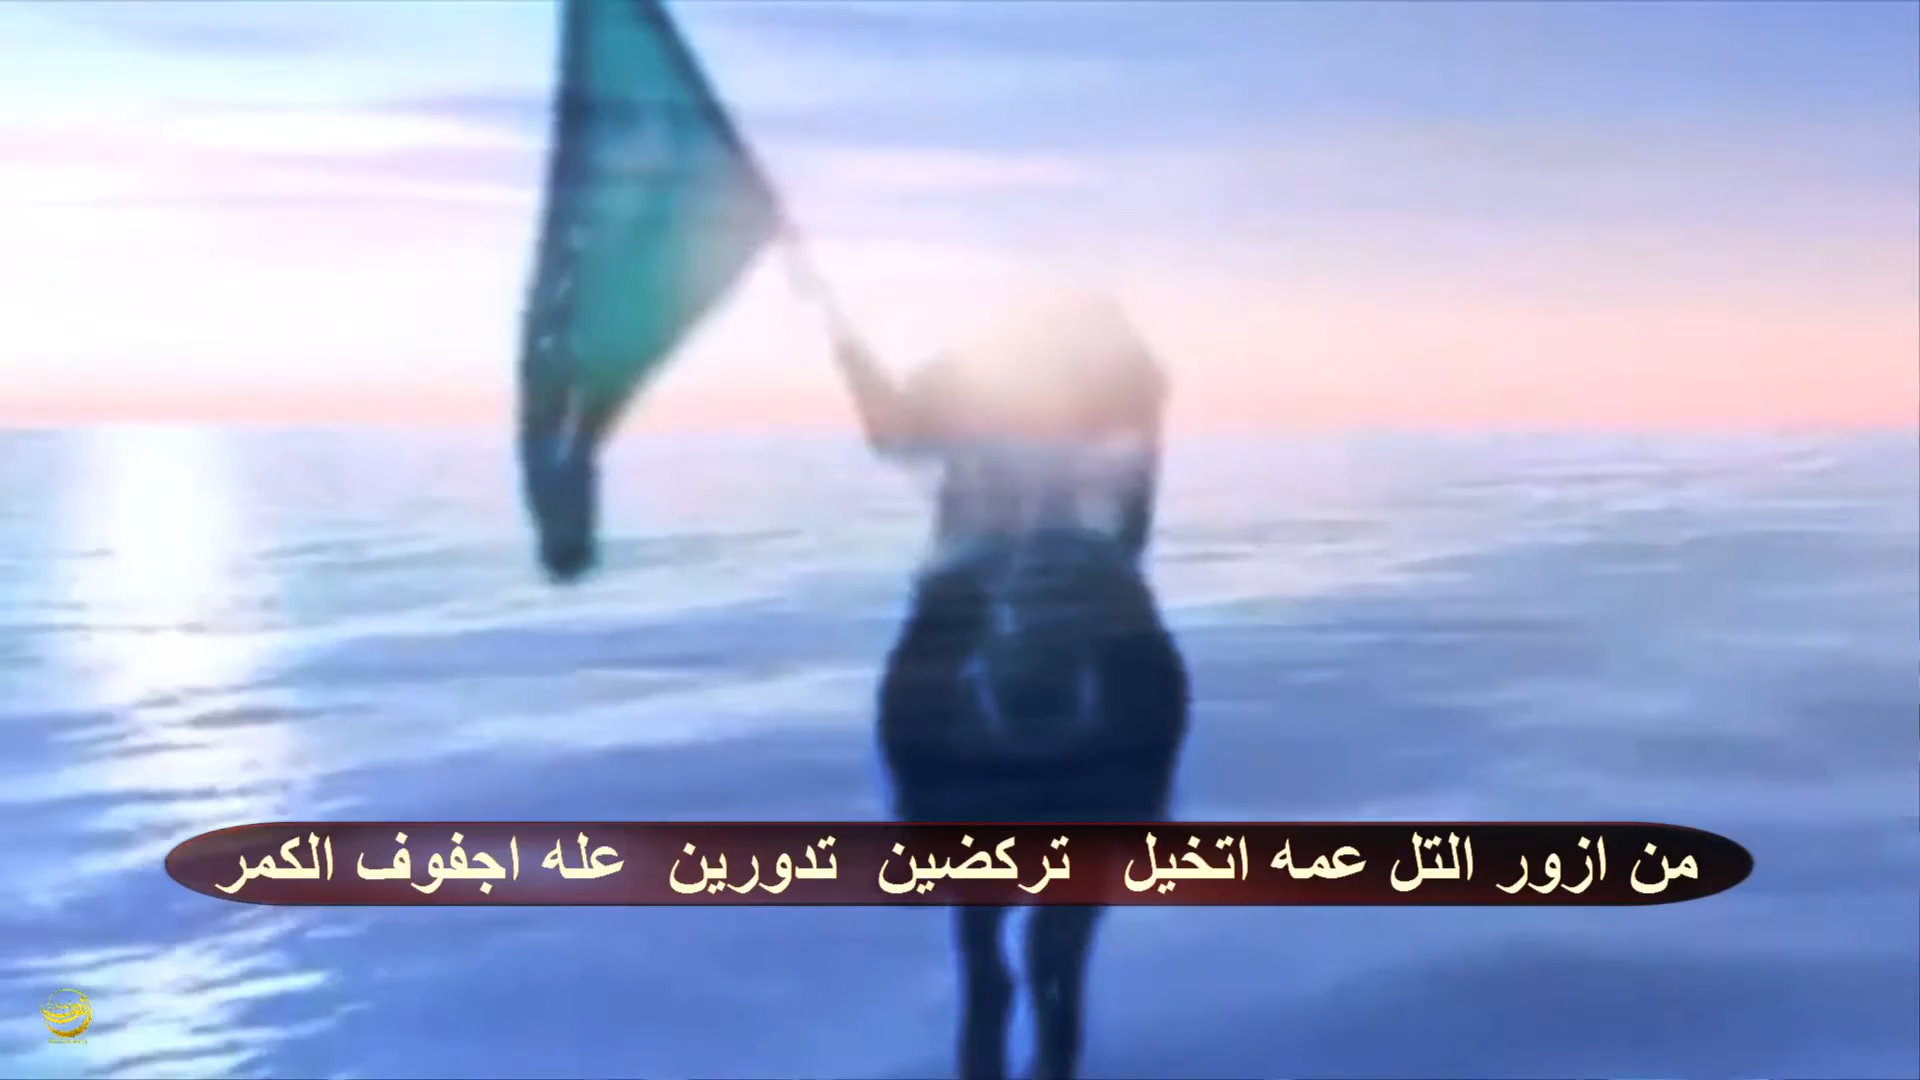 من ازور التل عمه اتخيل تركضين تدورين عله اجفوف الكمر